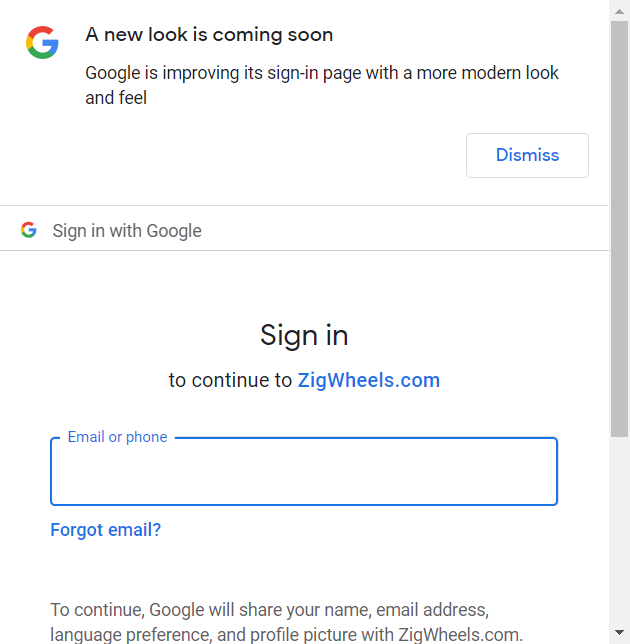 A new look is coming soon
Google is improving its sign-in page with a more modern look
and feel
Dismiss
Sign in with Google
Sign in
to continue to ZigWheels.com
Email or phone
Forgot email?
To continue, Google will share your name, email address,
language preference, and profile picture with ZigWheels.com.